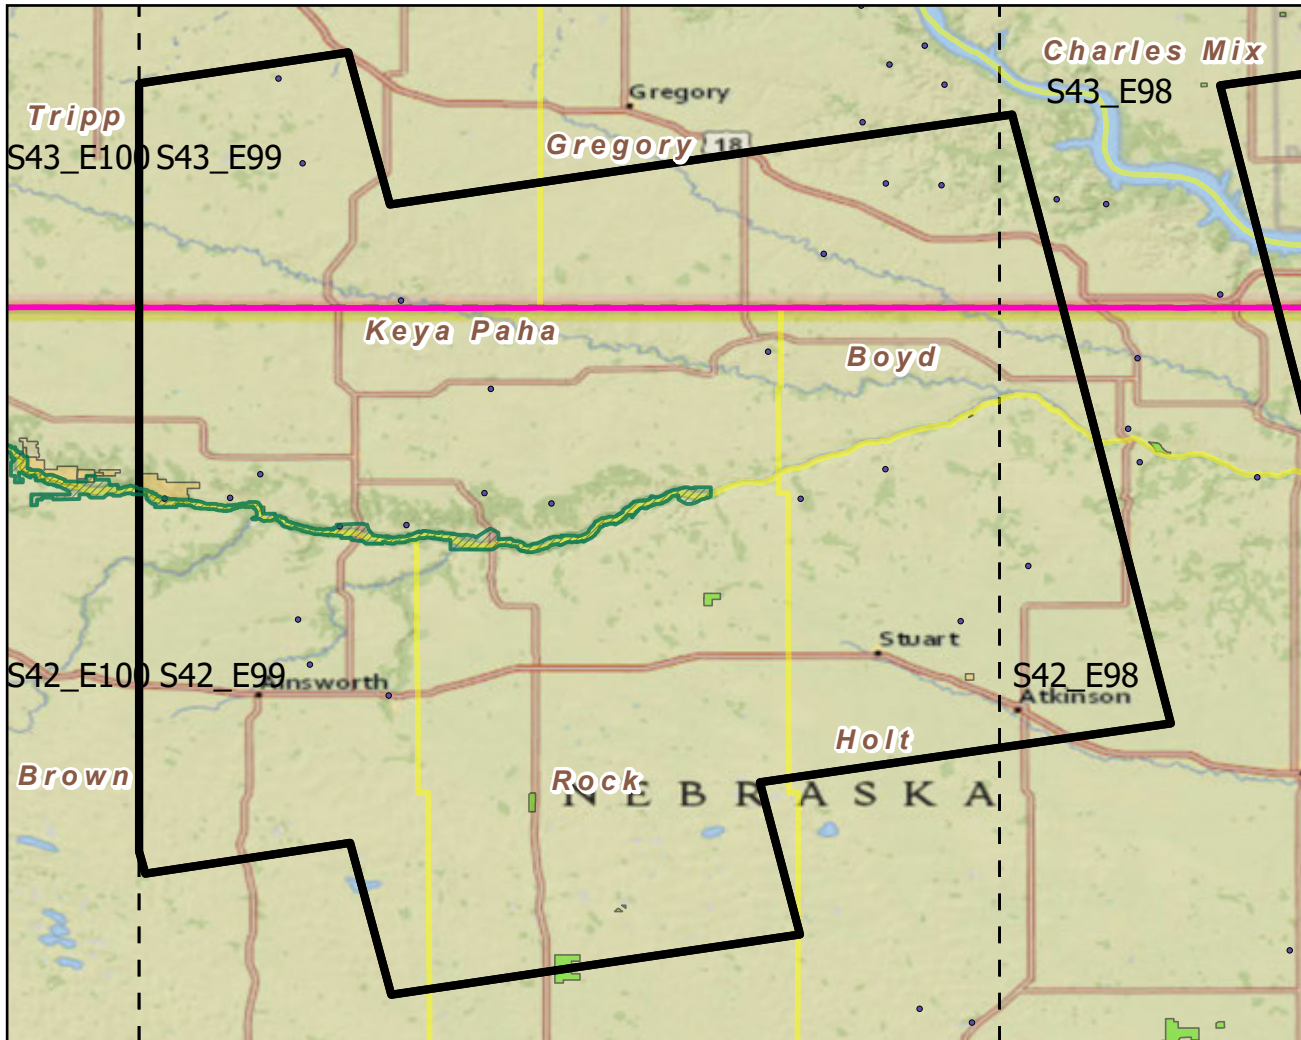 Charles Mix
S43_E98
Gregory
Tripp
Gregory
18
S43_E100
S43_E99
Keya Paha
Boyd
Stuart
S42_E100
S42_E99
S42_E98
Ainsworth
Atkinson
Holt
Brown
Rock
NEBRASKA